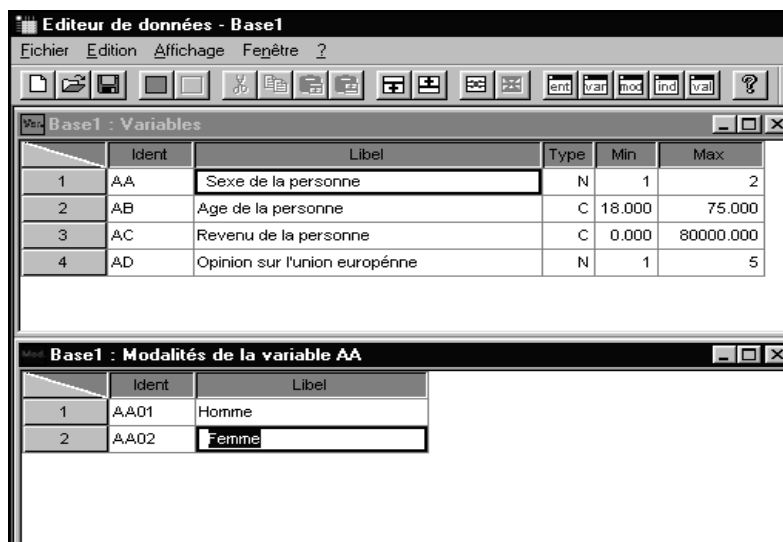 Editeur de données - Base1
Fichier Edition Affichage Fenêtre ?
ent var mod ind val
Var. Base1 : Variables
Ident Libel Type Min Max
1 AA Sexe de la personne N 1 2
2 AB Age de la personne C 18.000 75.000
3 AC Revenu de la personne C 0.000 80000.000
4 AD Opinion sur l'union europénne N 1 5
Mod. Base1 : Modalités de la variable AA
Ident Libel
1 AA01 Homme
2 AA02 Femme